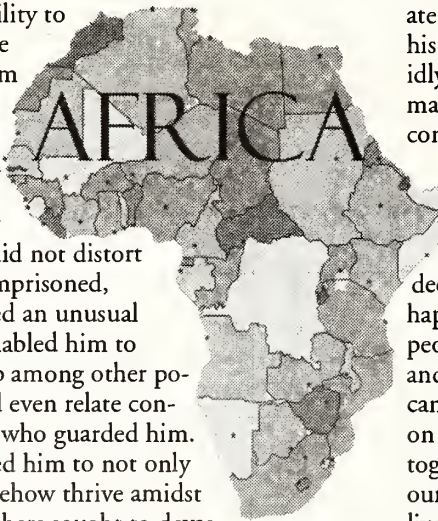 ility to
e
m
AFRICA
id not distort
mprisoned,
ed an unusual
abled him to
p among other po-
l even relate con-
who guarded him.
ed him to not only
ehow thrive amidst
ate
his
idly
ma
con
dec
hap
peo
and
can
on
tog
our